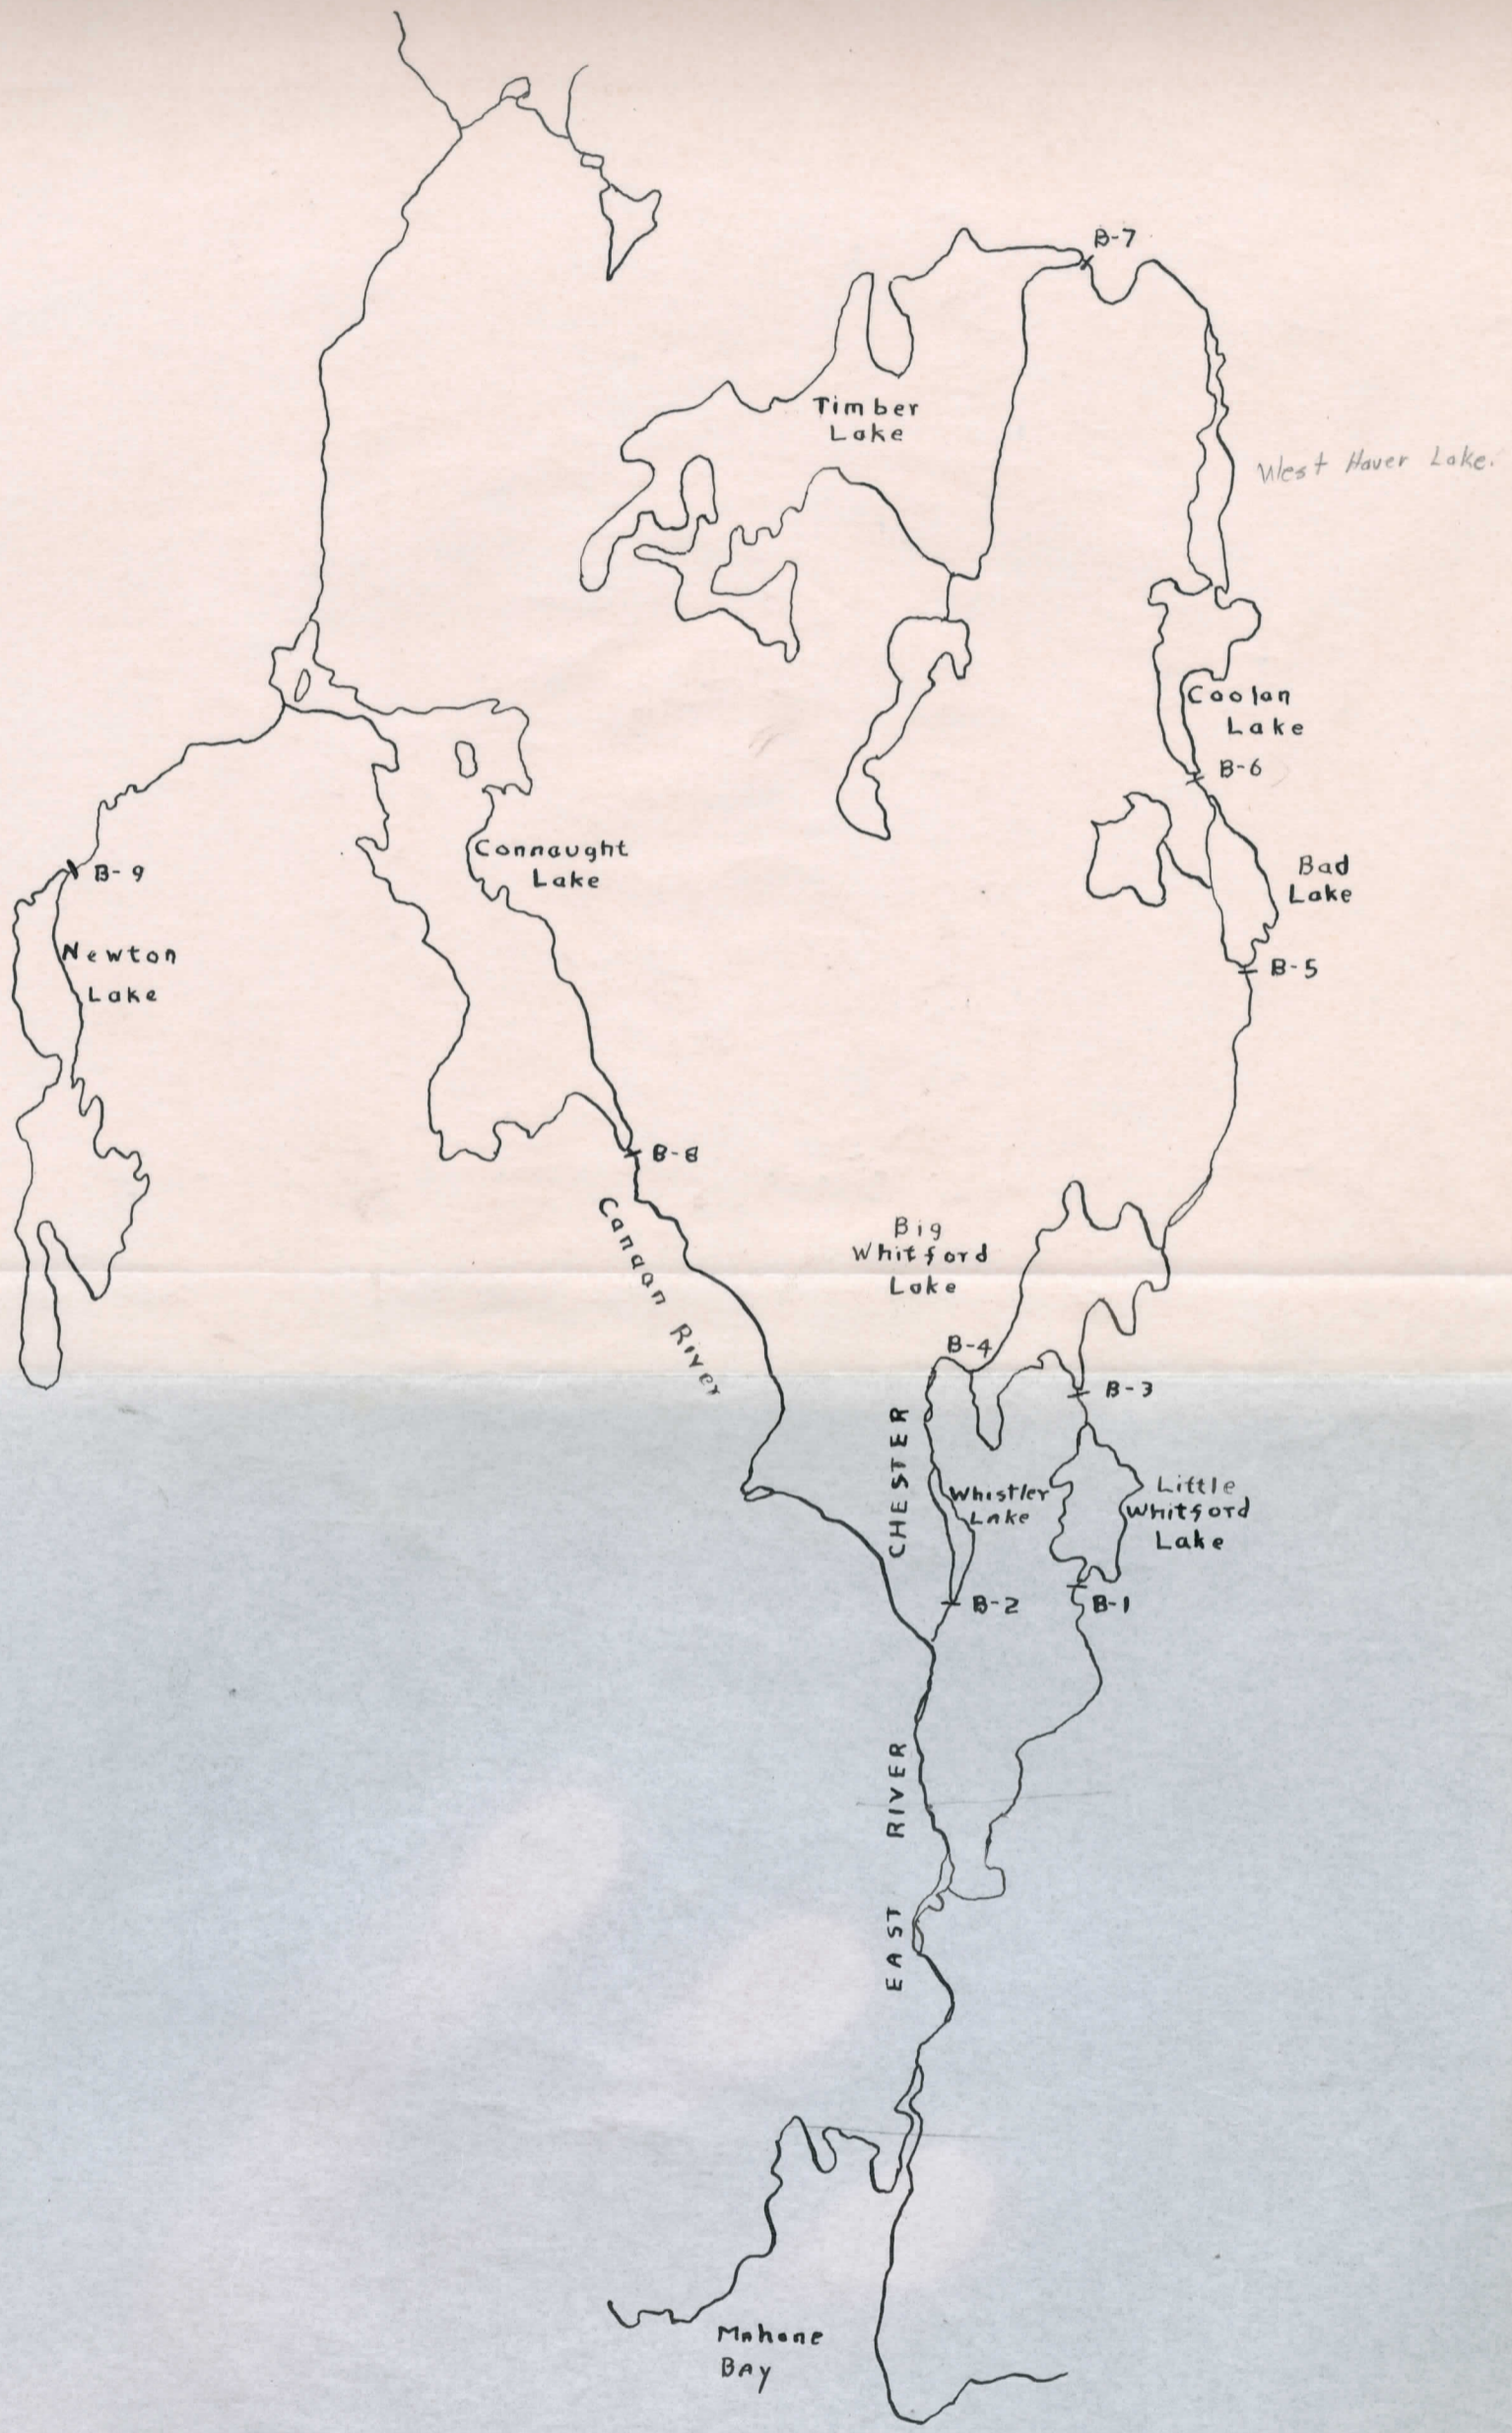 B-7
Timber
Lake
West Haver Lake.
Coolan
Lake
B-6
Connaught
Lake
Bad
Lake
B-9
Newton
Lake
B-5
B-8
Canaan River
Big
Whitford
Lake
B-4
B-3
CHESTER
Whistler
Lake
Little
Whitford
Lake
B-2
B-1
EAST RIVER
Mahone
BAY